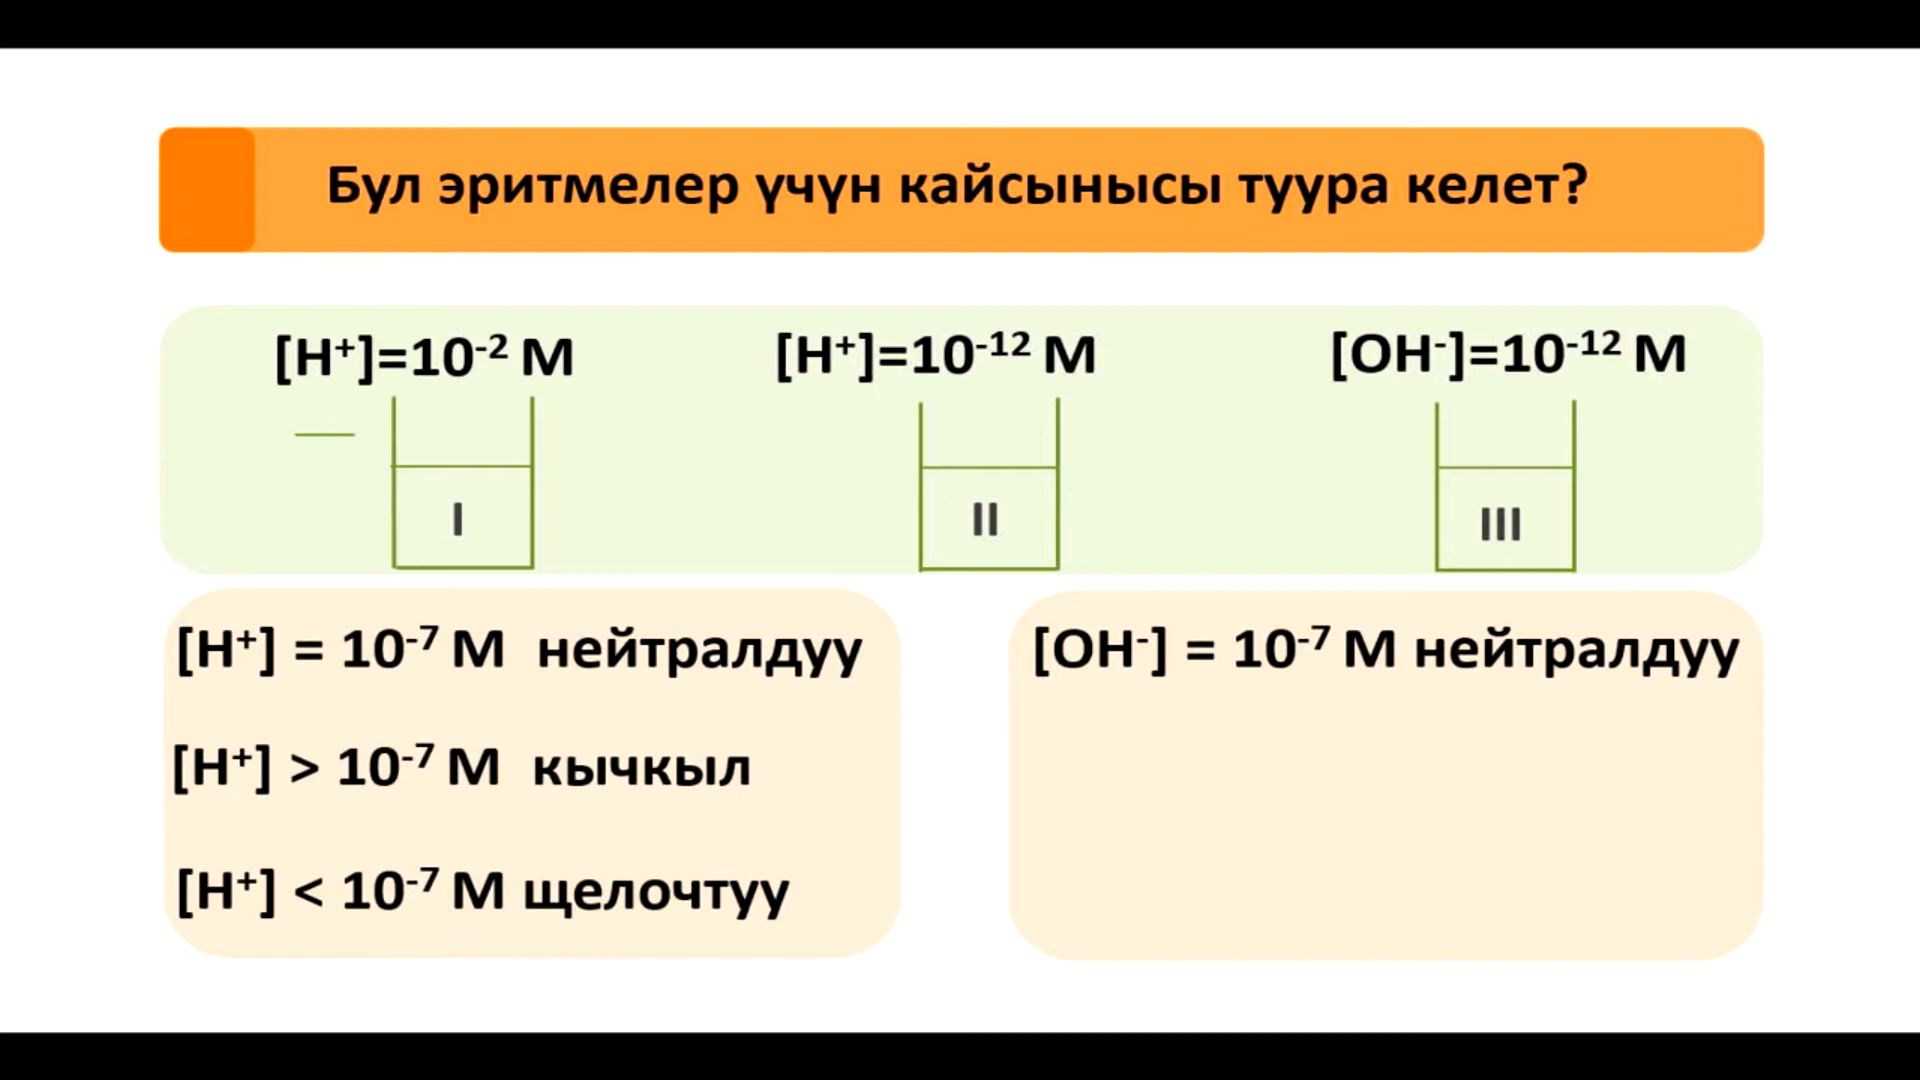 Бул эритмелер үчүн кайсынысы туура келет?
[H⁺]=10⁻² M [H⁺]=10⁻¹² M [OH⁻]=10⁻¹² M
I II III
[H⁺] = 10⁻⁷ M нейтралдуу
[H⁺] > 10⁻⁷ M кычкыл
[H⁺] < 10⁻⁷ M щелочтуу
[OH⁻] = 10⁻⁷ M нейтралдуу